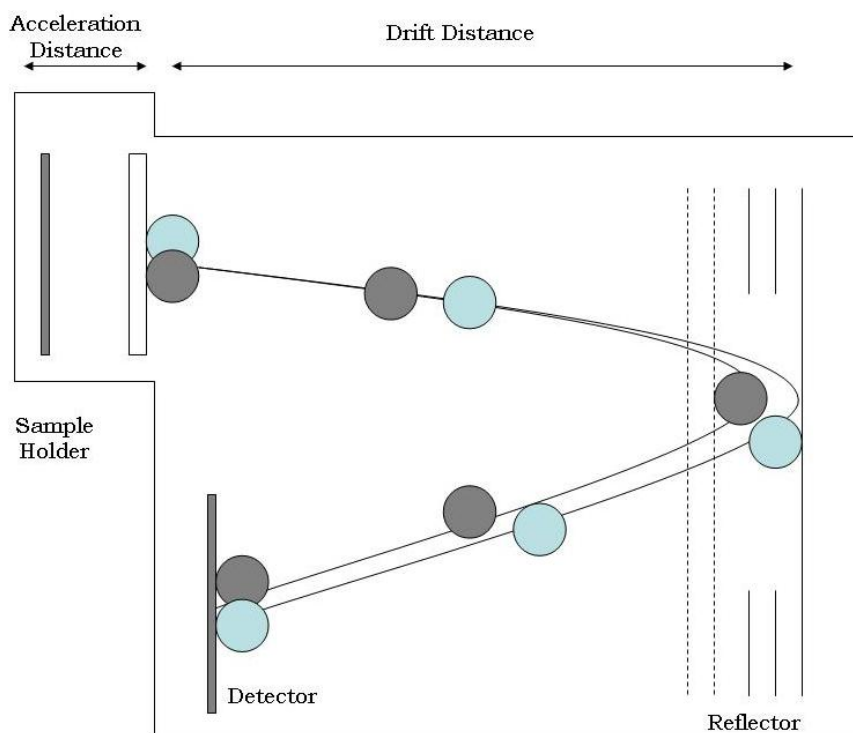 Acceleration
Distance
Drift Distance
Sample
Holder
Detector
Reflector